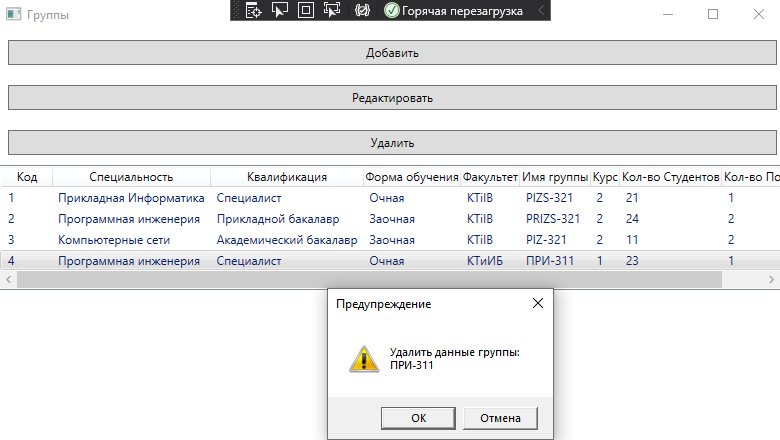 Группы
Горячая перезагрузка
Добавить
Редактировать
Удалить
Код Специальность Квалификация Форма обучения Факультет Имя группы Курс Кол-во Студентов Кол-во По
1 Прикладная Информатика Специалист Очная KTiIB PIZS-321 2 21 1
2 Программная инженерия Прикладной бакалавр Заочная KTiIB PRIZS-321 2 24 2
3 Компьютерные сети Академический бакалавр Заочная KTiIB PIZ-321 2 11 2
4 Программная инженерия Специалист Очная КТиИБ ПРИ-311 1 23 1
Предупреждение
Удалить данные группы:
ПРИ-311
ОК Отмена